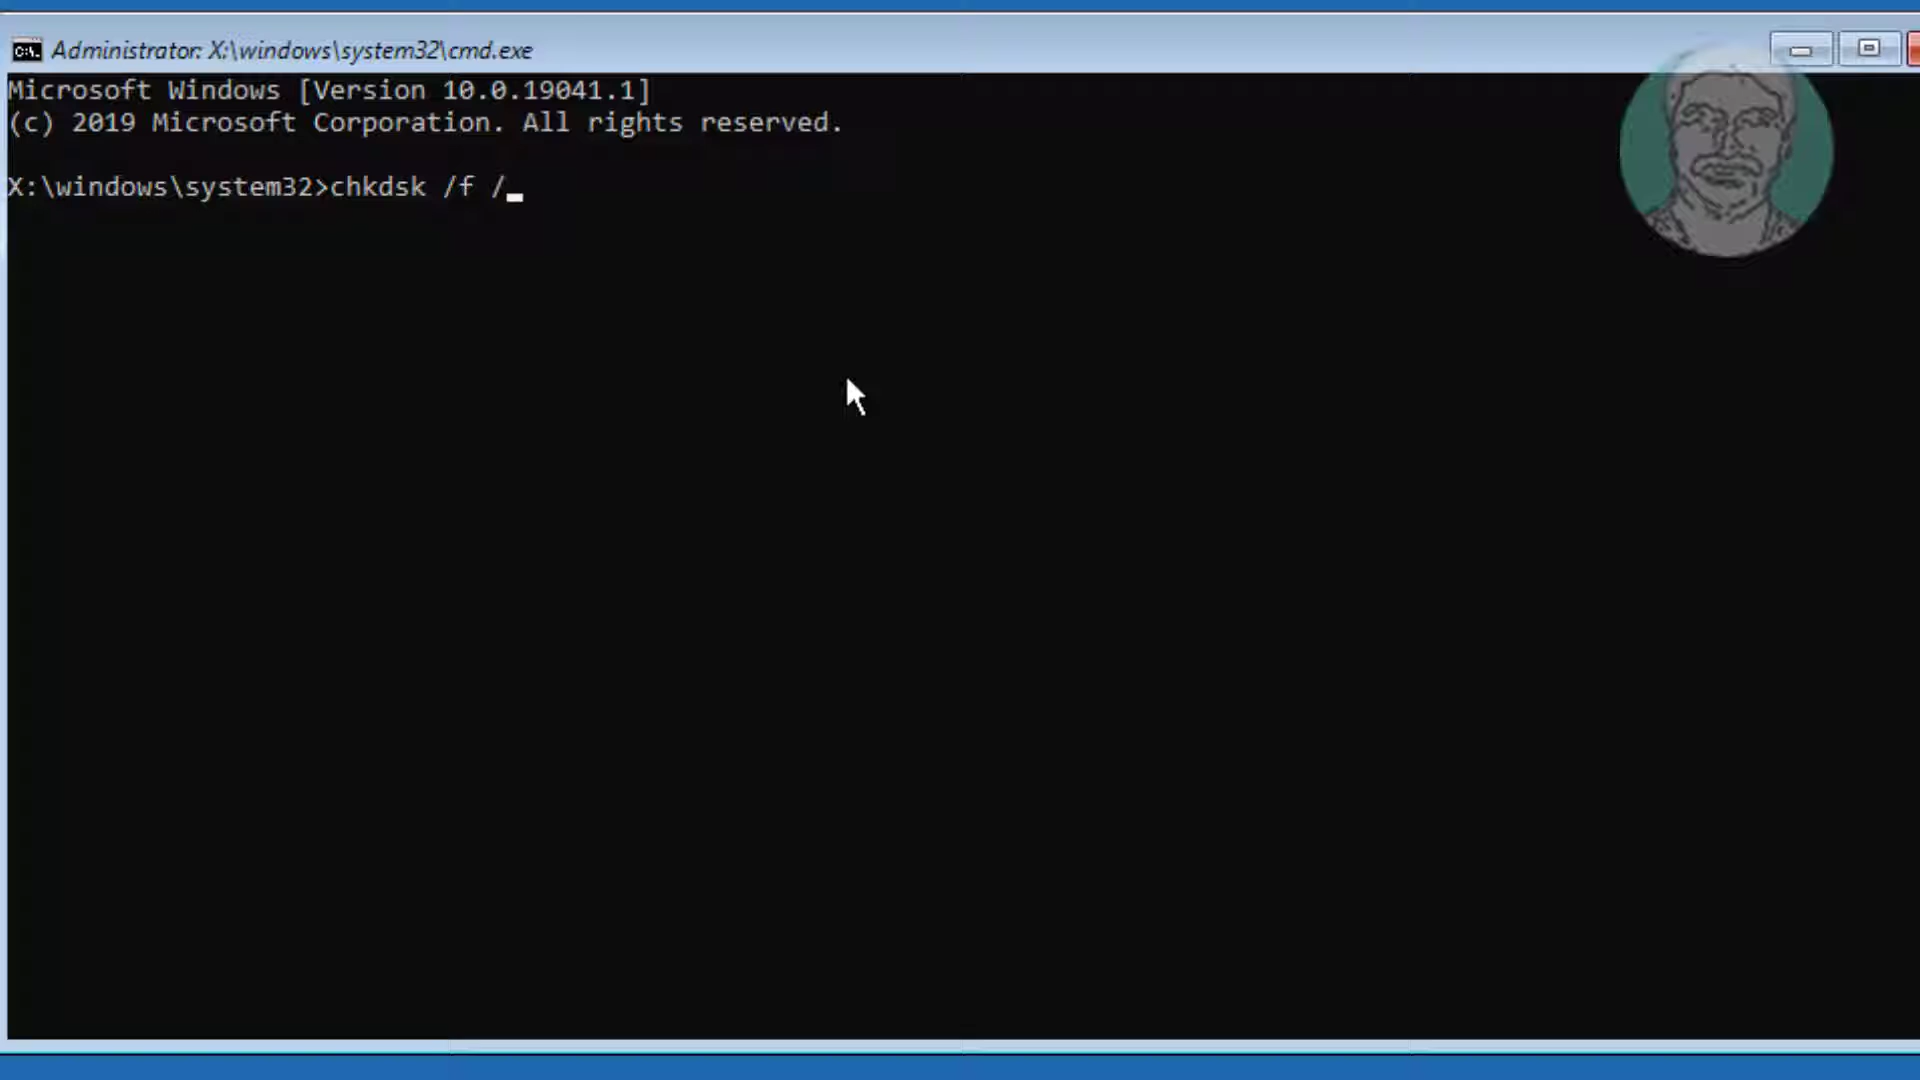 Administrator: X:\windows\system32\cmd.exe
Microsoft Windows [Version 10.0.19041.1]
(c) 2019 Microsoft Corporation. All rights reserved.
X:\windows\system32>chkdsk /f /_